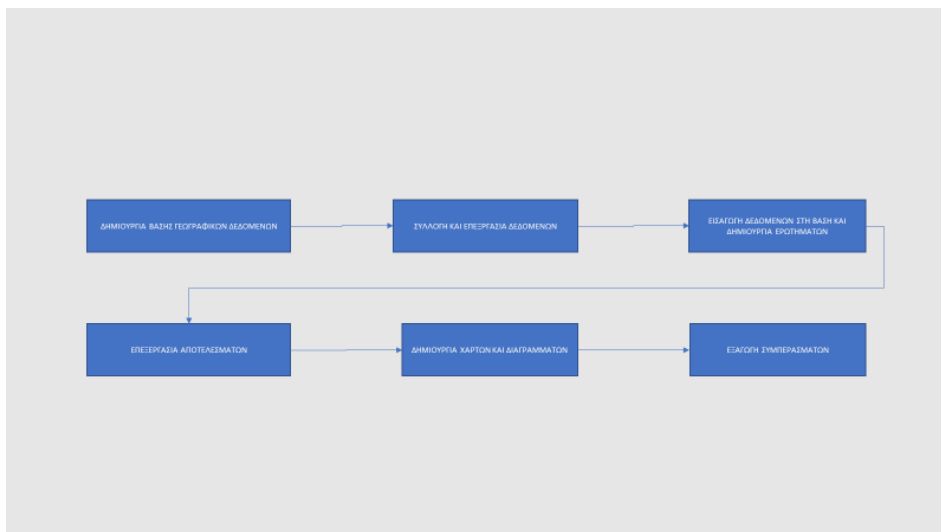 ΔΗΜΙΟΥΡΓΙΑ ΒΑΣΗΣ ΓΕΩΓΡΑΦΙΚΩΝ ΔΕΔΟΜΕΝΩΝ
ΣΥΛΛΟΓΗ ΚΑΙ ΕΠΕΞΡΓΑΣΙΑ ΔΕΔΟΜΕΝΩΝ
ΕΙΣΑΓΩΓΗ ΔΕΔΟΜΕΝΩΝ ΣΤΗ ΒΑΣΗ ΚΑΙ
ΔΗΜΙΟΥΡΓΙΑ ΕΡΩΤΗΜΑΤΩΝ
ΕΠΕΞΕΡΓΑΣΙΑ ΑΠΟΤΕΛΕΣΜΑΤΩΝ
ΔΗΜΙΟΥΡΓΙΑ ΧΑΡΤΩΝ ΚΑΙ ΔΙΑΓΡΑΜΜΑΤΩΝ
ΕΞΑΓΩΓΗ ΣΥΜΠΕΡΑΣΜΑΤΩΝ